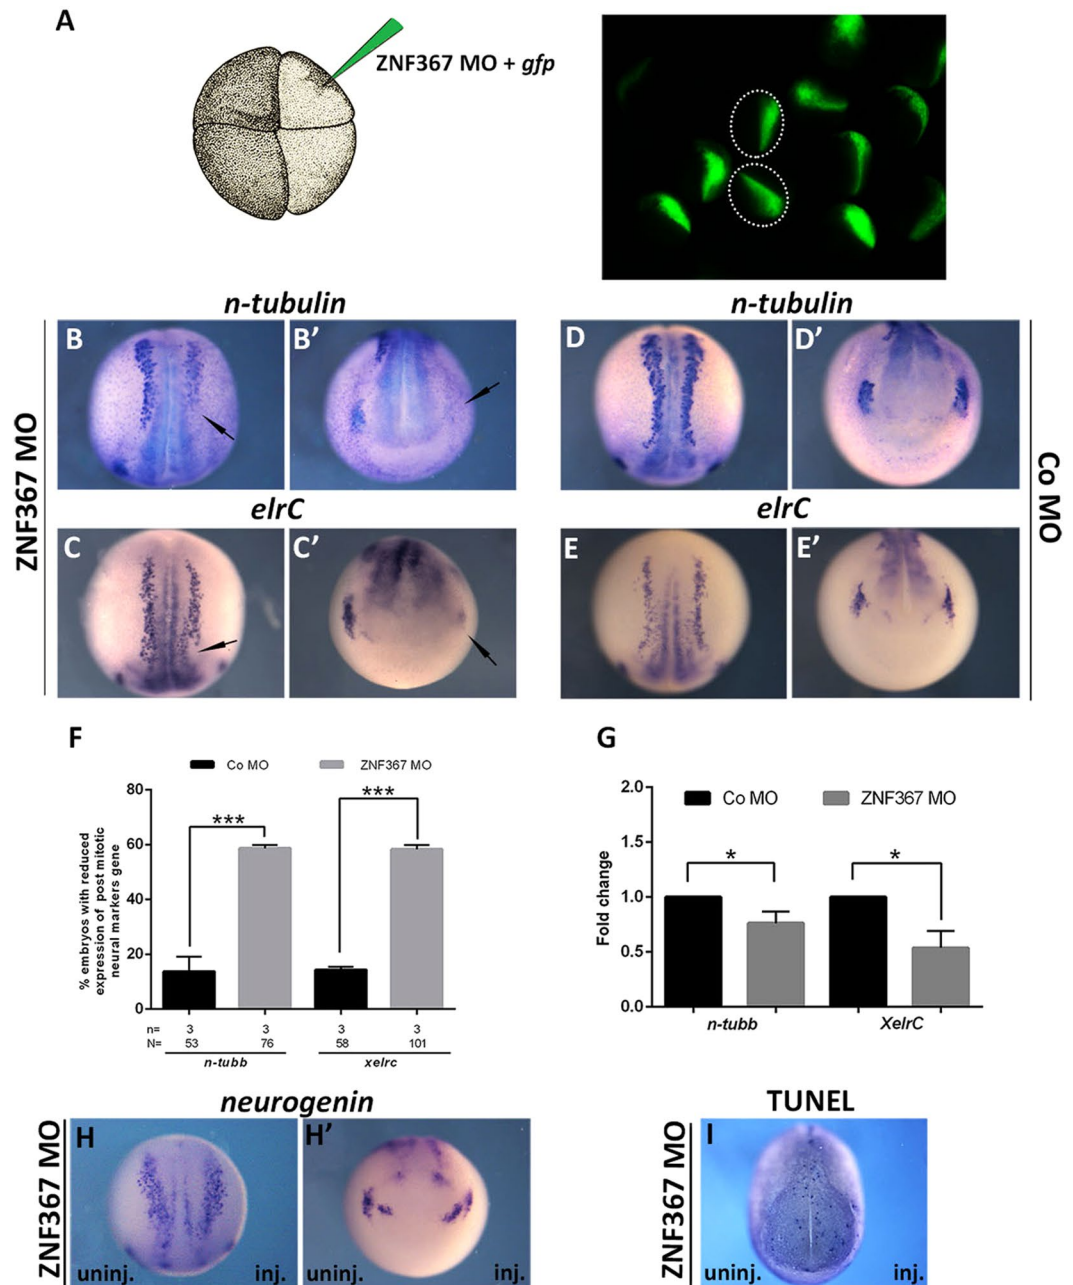 A
ZNF367 MO + gfp
n-tubulin
n-tubulin
ZNF367 MO
B
B’
D
D’
Co MO
elrC
elrC
C
C’
E
E’
F
Co MO
ZNF367 MO
% embryos with reduced
expression of post mitotic
neural markers gene
80
60
40
20
0
***
***
n= 3 3 3 3
N= 53 76 58 101
n-tubb
xelrc
G
Fold change
2.0
1.5
1.0
0.5
0.0
Co MO
ZNF367 MO
*
*
n-tubb
XelrC
neurogenin
ZNF367 MO
H
uninj.
inj.
H’
uninj.
inj.
TUNEL
ZNF367 MO
I
uninj.
inj.